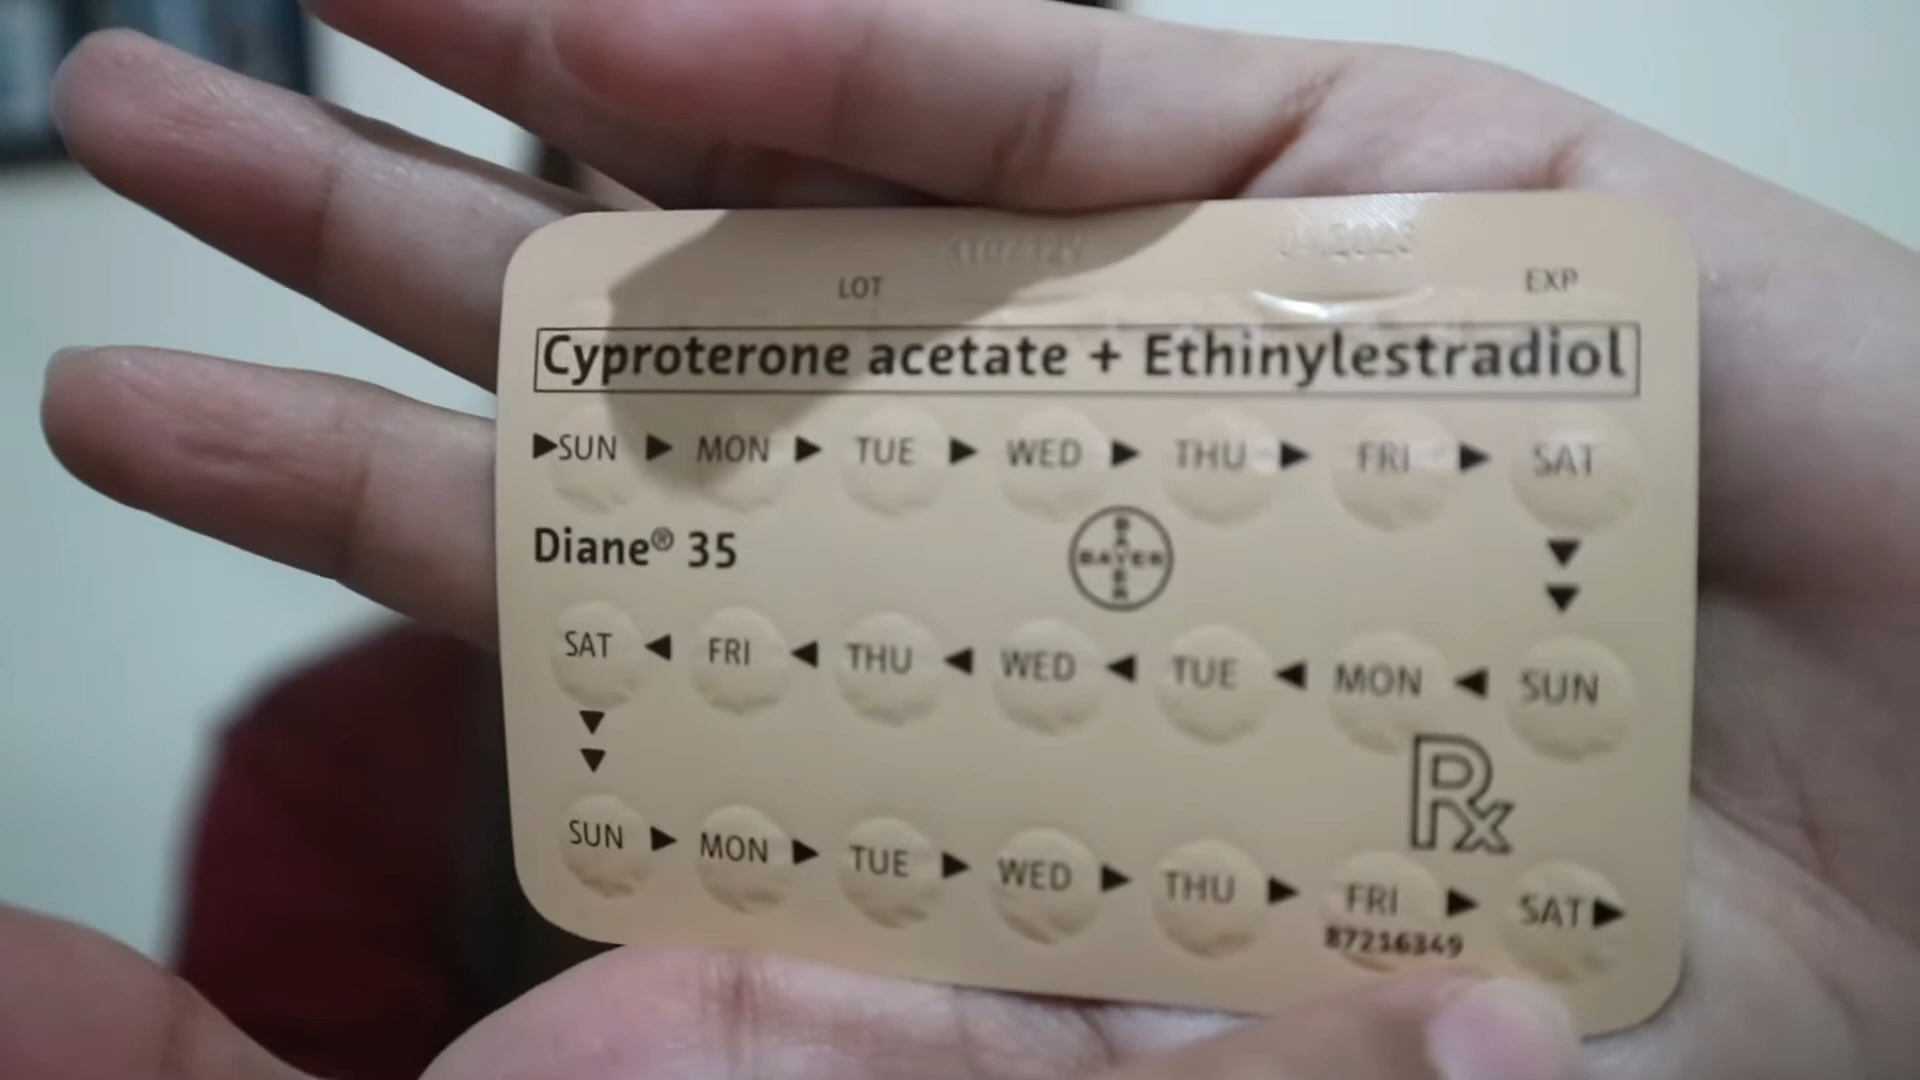 LOT
EXP
Cyproterone acetate + Ethinylestradiol
▶SUN ▶ MON ▶ TUE ▶ WED ▶ THU ▶ FRI ▶ SAT
Diane® 35
BAYER
BAYER
SAT ◀ FRI ◀ THU ◀ WED ◀ TUE ◀ MON ◀ SUN
Rx
SUN ▶ MON ▶ TUE ▶ WED ▶ THU ▶ FRI ▶ SAT▶
87216349